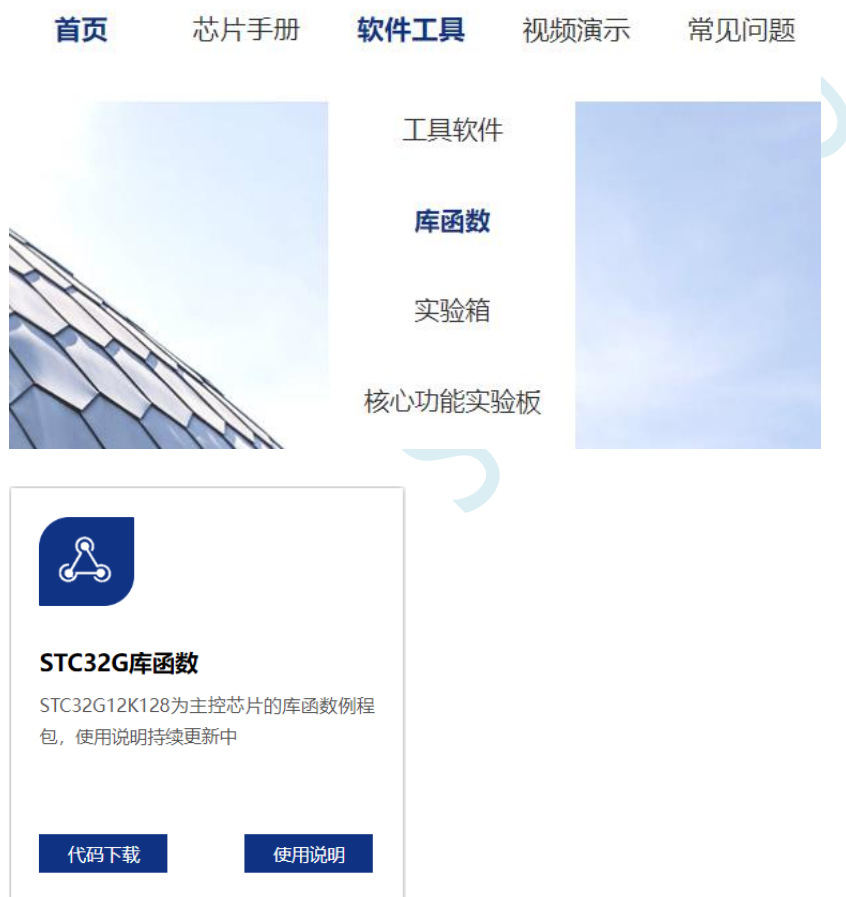 首页 芯片手册 软件工具 视频演示 常见问题
工具软件
库函数
实验箱
核心功能实验板
STC32G库函数
STC32G12K128为主控芯片的库函数例程
包，使用说明持续更新中
代码下载 使用说明